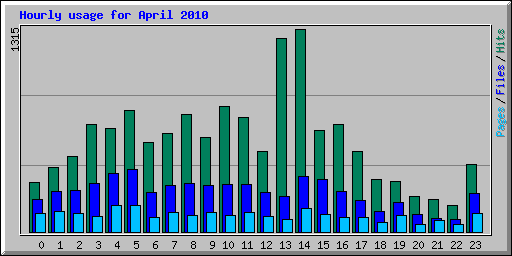 Hourly usage for April 2010
1315
Pages/Files/Hits
0 1 2 3 4 5 6 7 8 9 10 11 12 13 14 15 16 17 18 19 20 21 22 23